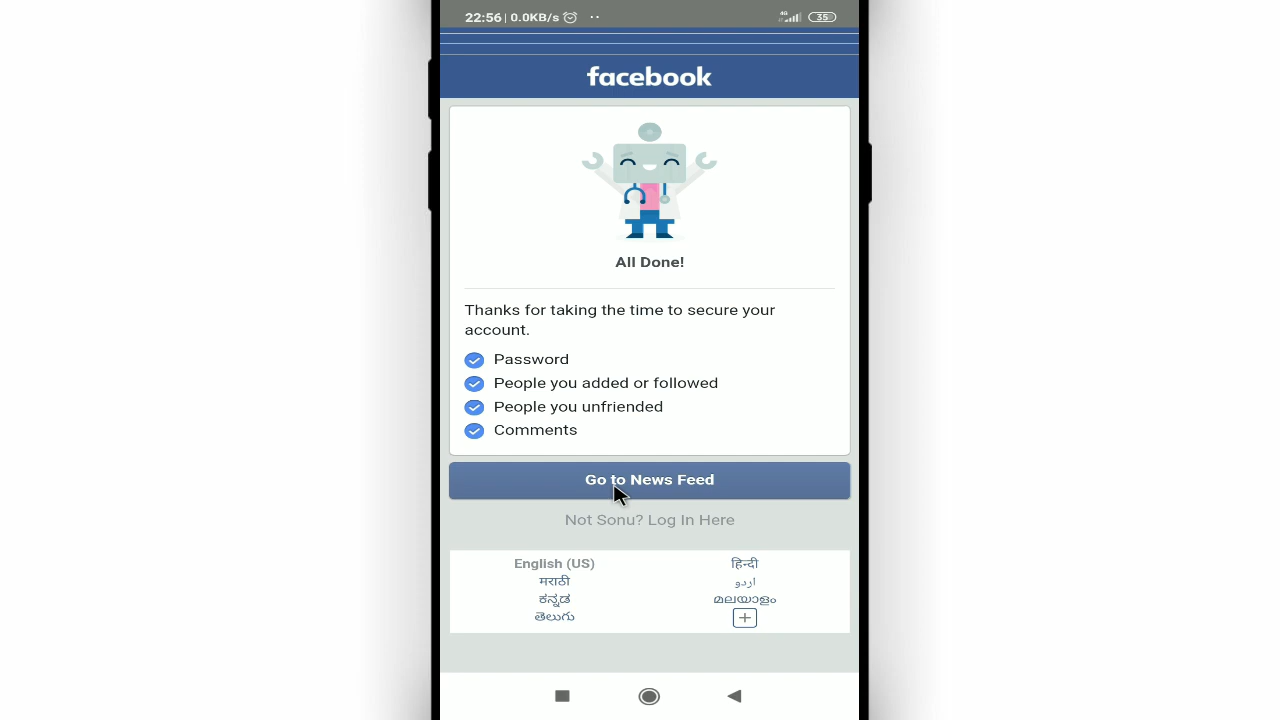 22:56 | 0.0KB/s
4G
35
facebook
All Done!
Thanks for taking the time to secure your
account.
Password
People you added or followed
People you unfriended
Comments
Go to News Feed
Not Sonu? Log In Here
English (US)
हिन्दी
मराठी
اردو
ಕನ್ನಡ
മലയാളം
తెలుగు